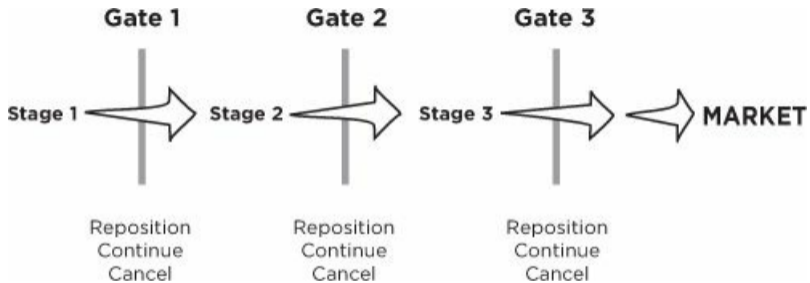 Gate 1
Gate 2
Gate 3
Stage 1
Stage 2
Stage 3
MARKET
Reposition
Continue
Cancel
Reposition
Continue
Cancel
Reposition
Continue
Cancel